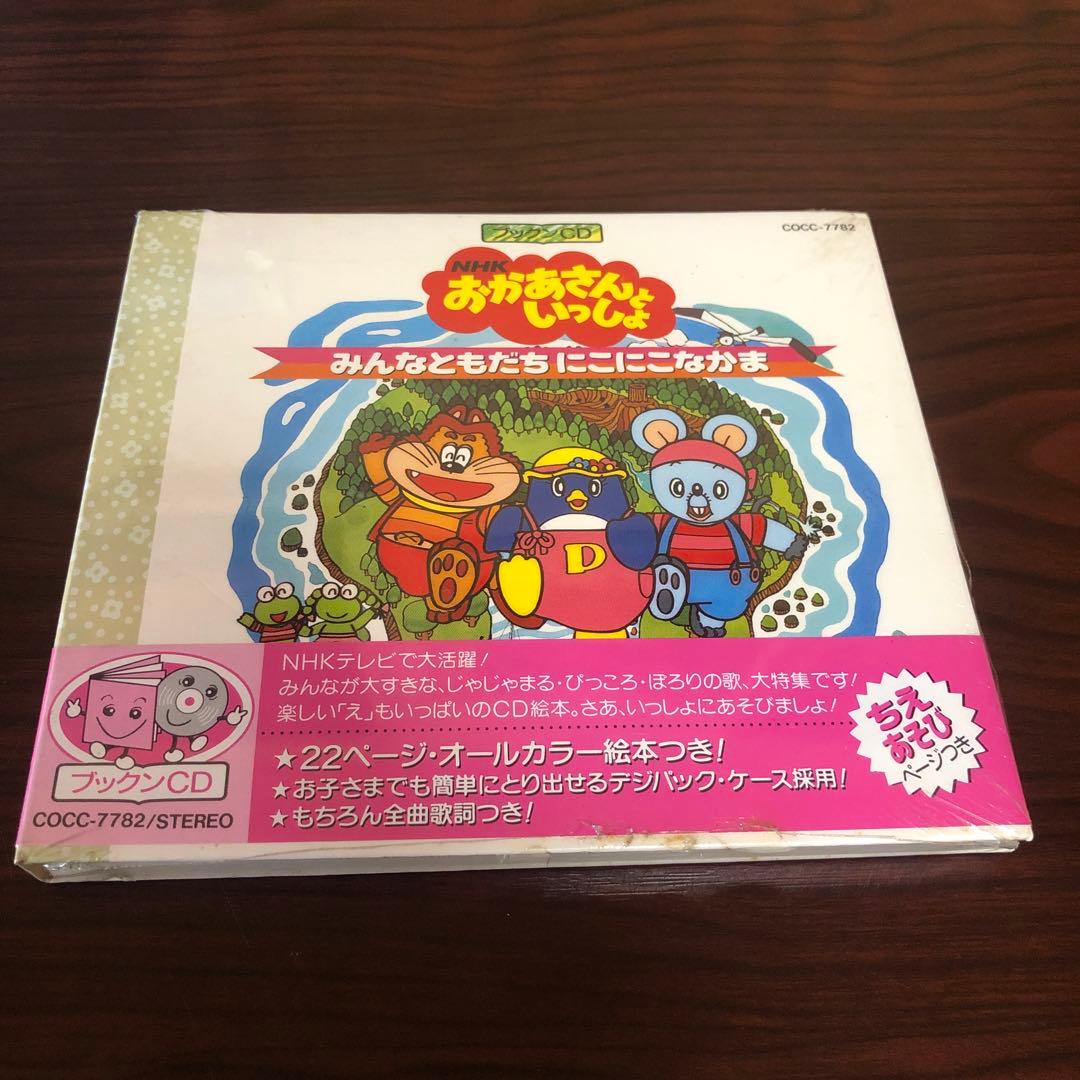 ブックンCD
COCC-7782
NHK
おかあさんと
いっしょ
みんなともだち にこにこなかま
P
NHKテレビで大活躍!
みんなが大すきな、じゃじゃまる・ぴっころ・ぽろりの歌、大特集です!
楽しい「え」もいっぱいのCD絵本。さあ、いっしょにあそびましょ!
ちえ
あそび
ページつき
★22ページ・オールカラー絵本つき!
★お子さまでも簡単にとり出せるデジパック・ケース採用!
★もちろん全曲歌詞つき!
ブックンCD
COCC-7782/STEREO